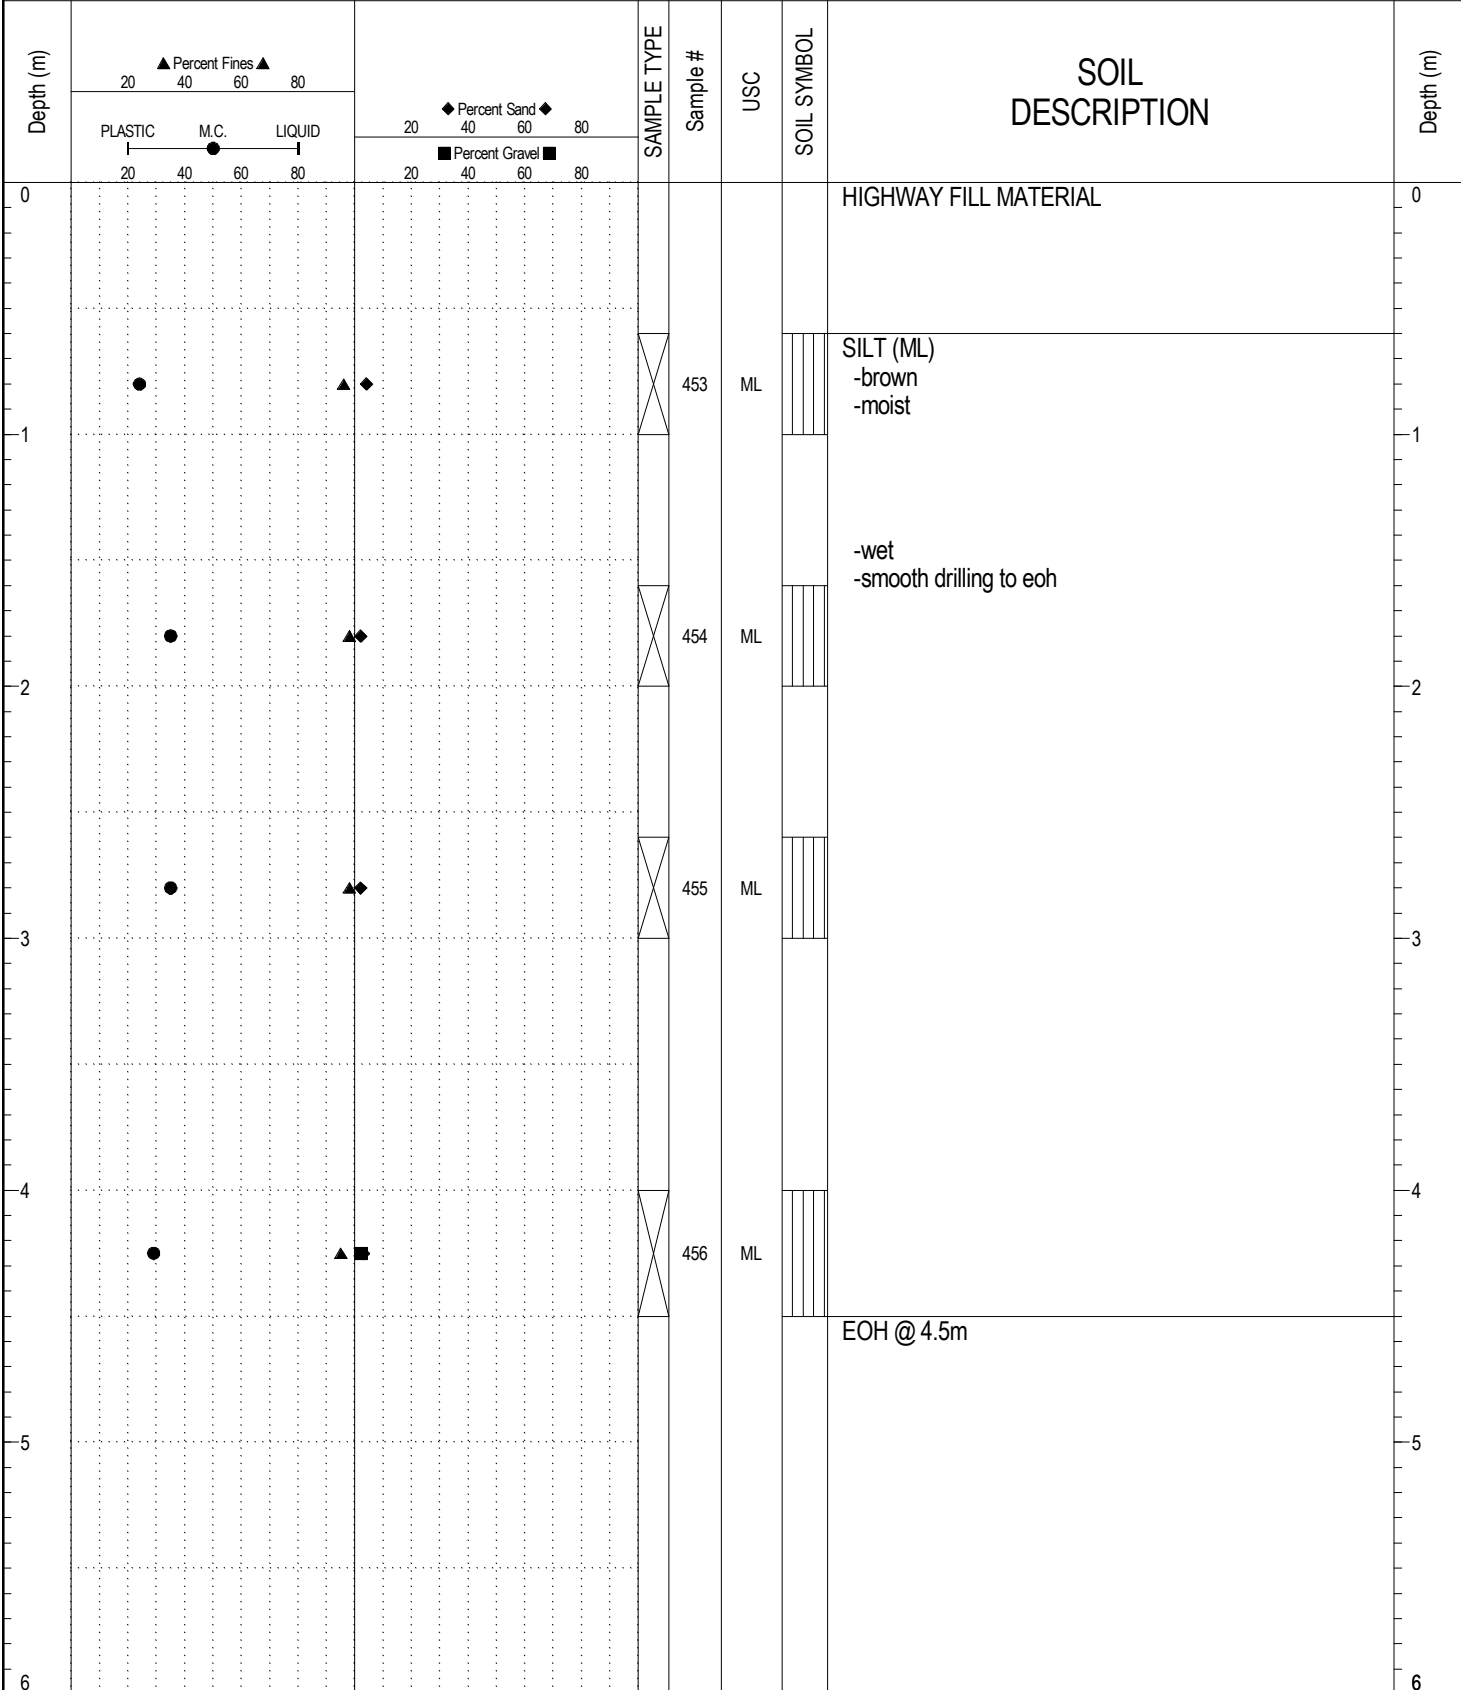 Depth (m)
▲ Percent Fines ▲
20 40 60 80
PLASTIC M.C. LIQUID
20 40 60 80
◆ Percent Sand ◆
20 40 60 80
■ Percent Gravel ■
20 40 60 80
SAMPLE TYPE
Sample #
USC
SOIL SYMBOL
SOIL
DESCRIPTION
Depth (m)
0 HIGHWAY FILL MATERIAL 0
SILT (ML)
-brown
453 ML
-moist
1 1
-wet
-smooth drilling to eoh
454 ML
2 2
455 ML
3 3
4 4
456 ML
EOH @ 4.5m
5 5
6 6